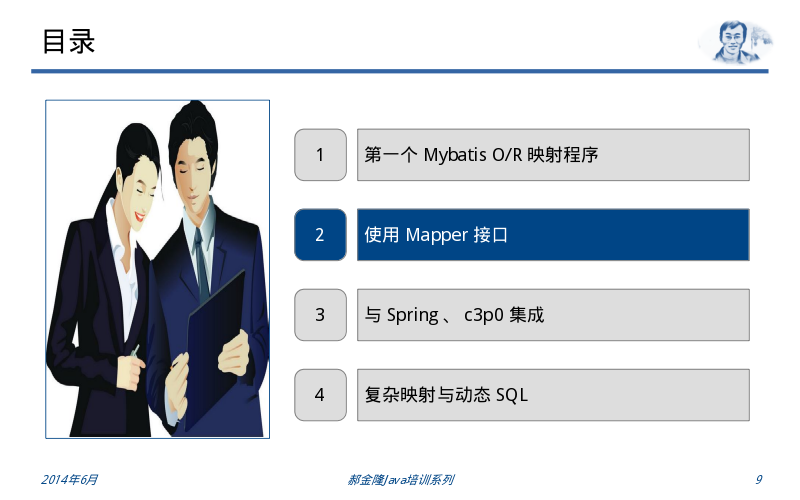 目录
1 第一个 Mybatis O/R 映射程序
2 使用 Mapper 接口
3 与 Spring 、 c3p0 集成
4 复杂映射与动态 SQL
2014年6月 郝金隆Java培训系列 9